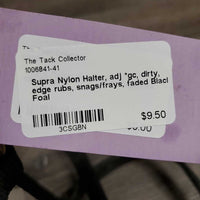 The Tack Collector
1006841-41
Supra Nylon Halter, adj *gc, dirty,
edge rubs, snags/frays, faded Blacl
Foal
$9.50
3CSGBN